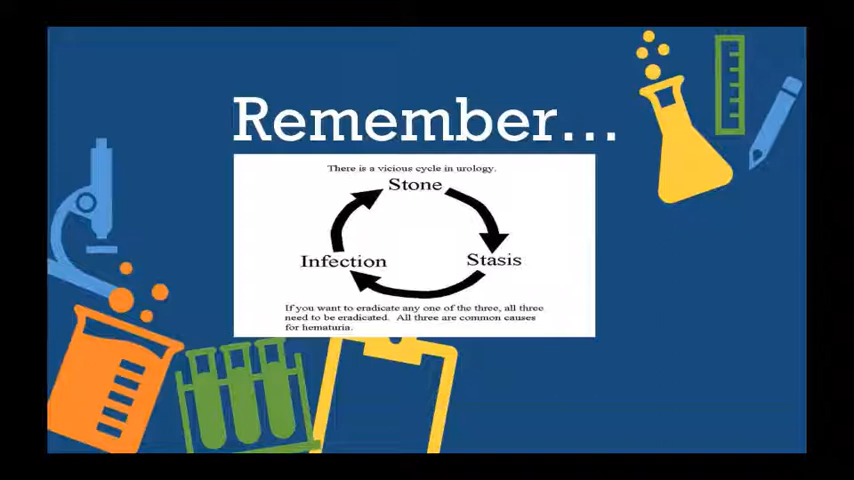 Remember...
There is a vicious cycle in urology.
Stone
Infection
Stasis
If you want to eradicate any one of the three, all three
need to be eradicated. All three are common causes
for hematuria.